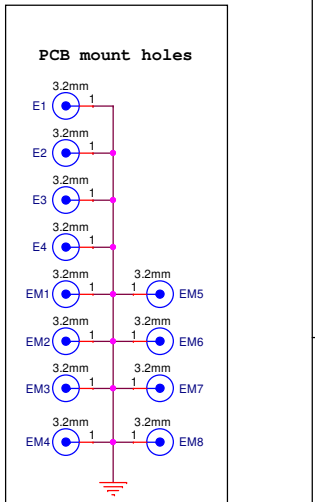 PCB mount holes
3.2mm
E1 1
3.2mm
E2 1
3.2mm
E3 1
3.2mm
E4 1
3.2mm 3.2mm
EM1 1 1 EM5
3.2mm 3.2mm
EM2 1 1 EM6
3.2mm 3.2mm
EM3 1 1 EM7
3.2mm 3.2mm
EM4 1 1 EM8